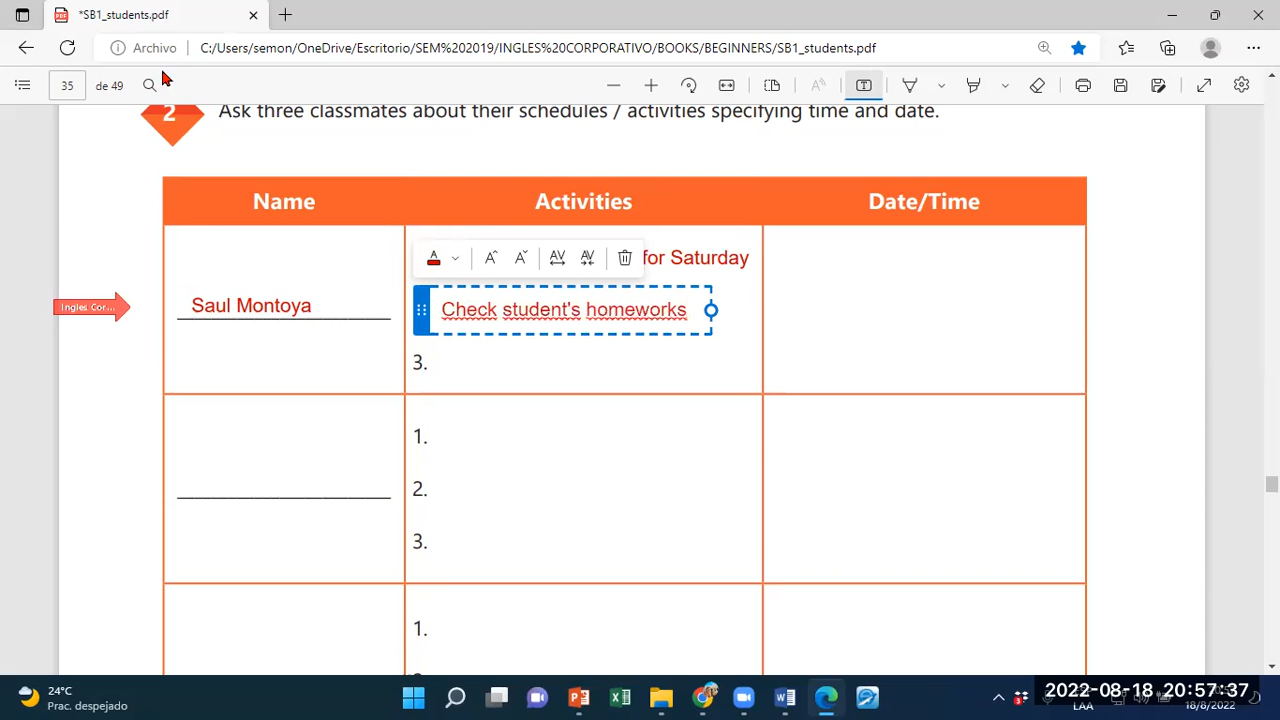 *SB1_students.pdf
Archivo C:/Users/semon/OneDrive/Escritorio/SEM%202019/INGLES%20CORPORATIVO/BOOKS/BEGINNERS/SB1_students.pdf
35 de 49
2 Ask three classmates about their schedules / activities specifying time and date.
Name Activities Date/Time
for Saturday
Ingles Cor... Saul Montoya Check student's homeworks
3.
1.
2.
3.
1.
24°C
Prac. despejado
LAA
2022-08-18 20:57:37
18/8/2022